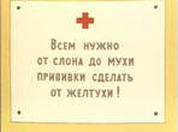 Всем нужно
от слона до мухи
прививки сделать
от желтухи!